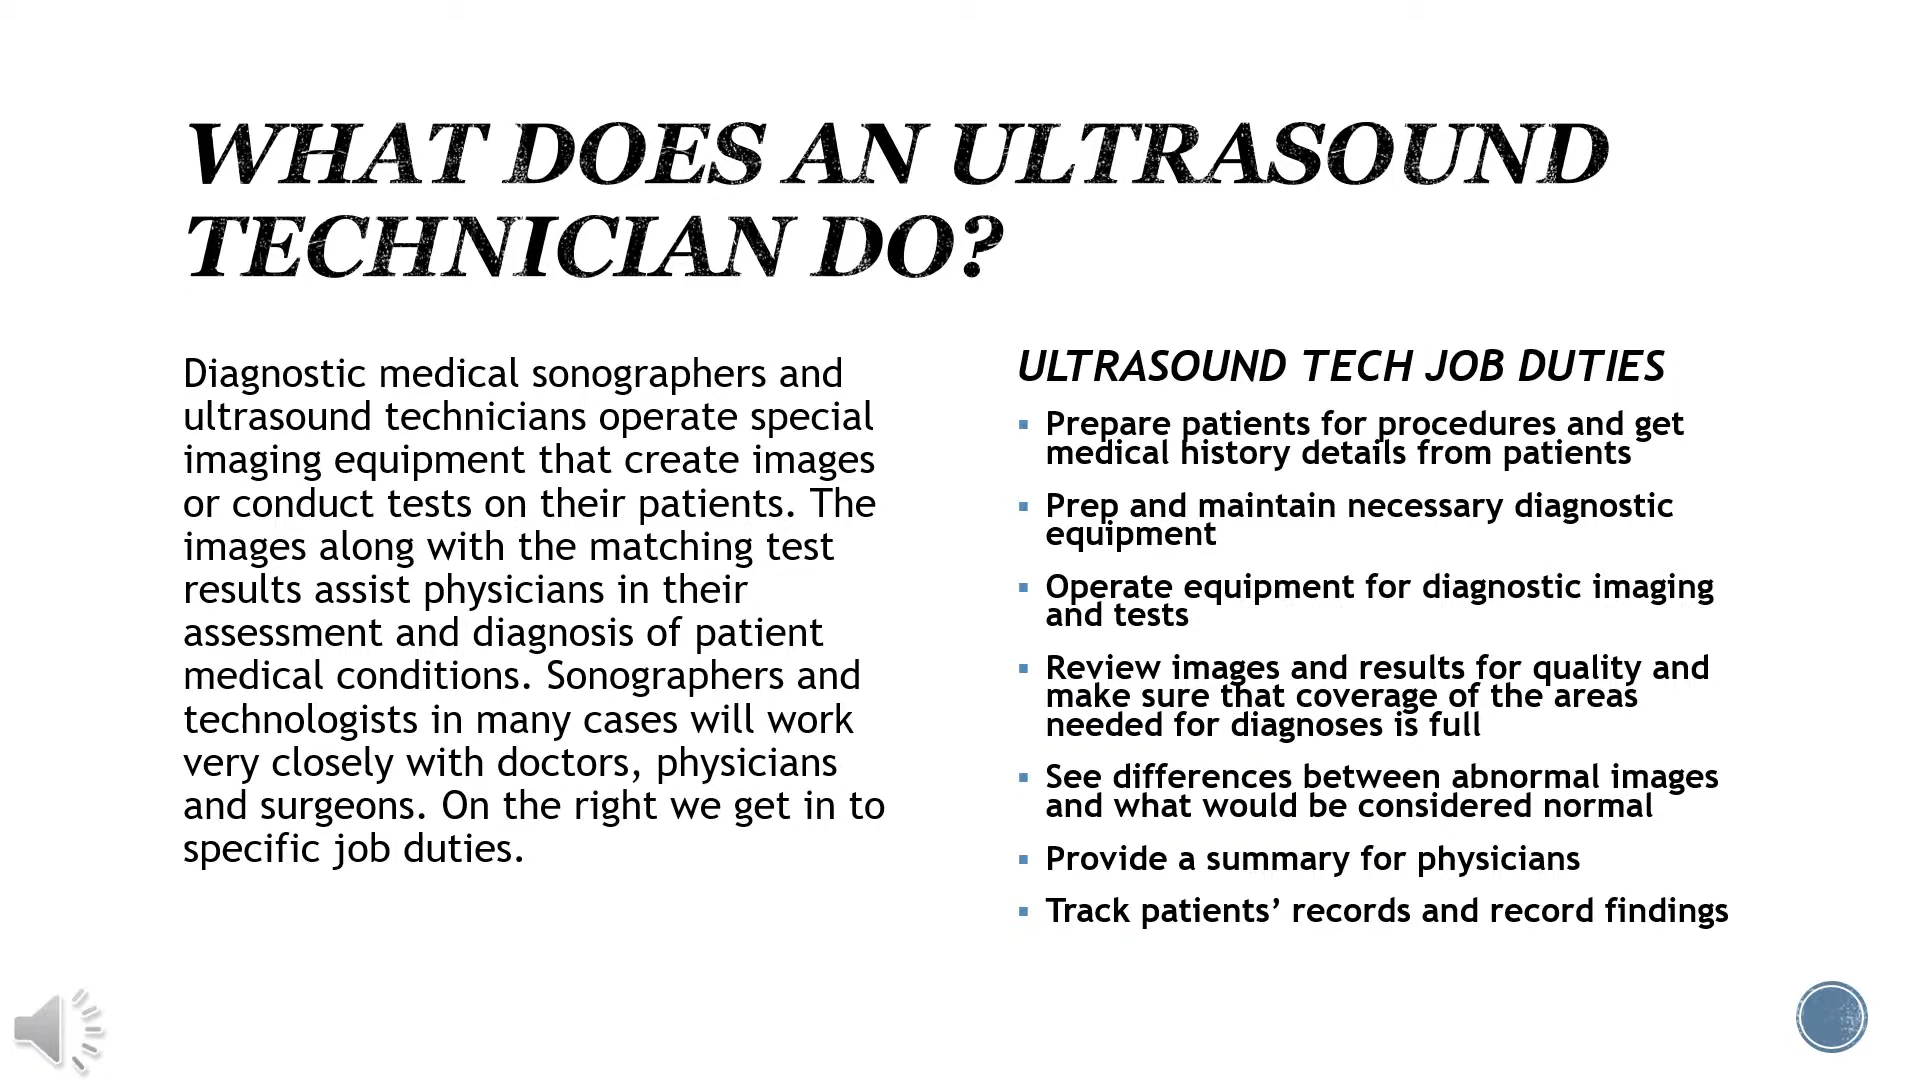 WHAT DOES AN ULTRASOUND
TECHNICIAN DO?
Diagnostic medical sonographers and
ultrasound technicians operate special
imaging equipment that create images
or conduct tests on their patients. The
images along with the matching test
results assist physicians in their
assessment and diagnosis of patient
medical conditions. Sonographers and
technologists in many cases will work
very closely with doctors, physicians
and surgeons. On the right we get in to
specific job duties.
ULTRASOUND TECH JOB DUTIES
▪ Prepare patients for procedures and get
medical history details from patients
▪ Prep and maintain necessary diagnostic
equipment
▪ Operate equipment for diagnostic imaging
and tests
▪ Review images and results for quality and
make sure that coverage of the areas
needed for diagnoses is full
▪ See differences between abnormal images
and what would be considered normal
▪ Provide a summary for physicians
▪ Track patients’ records and record findings